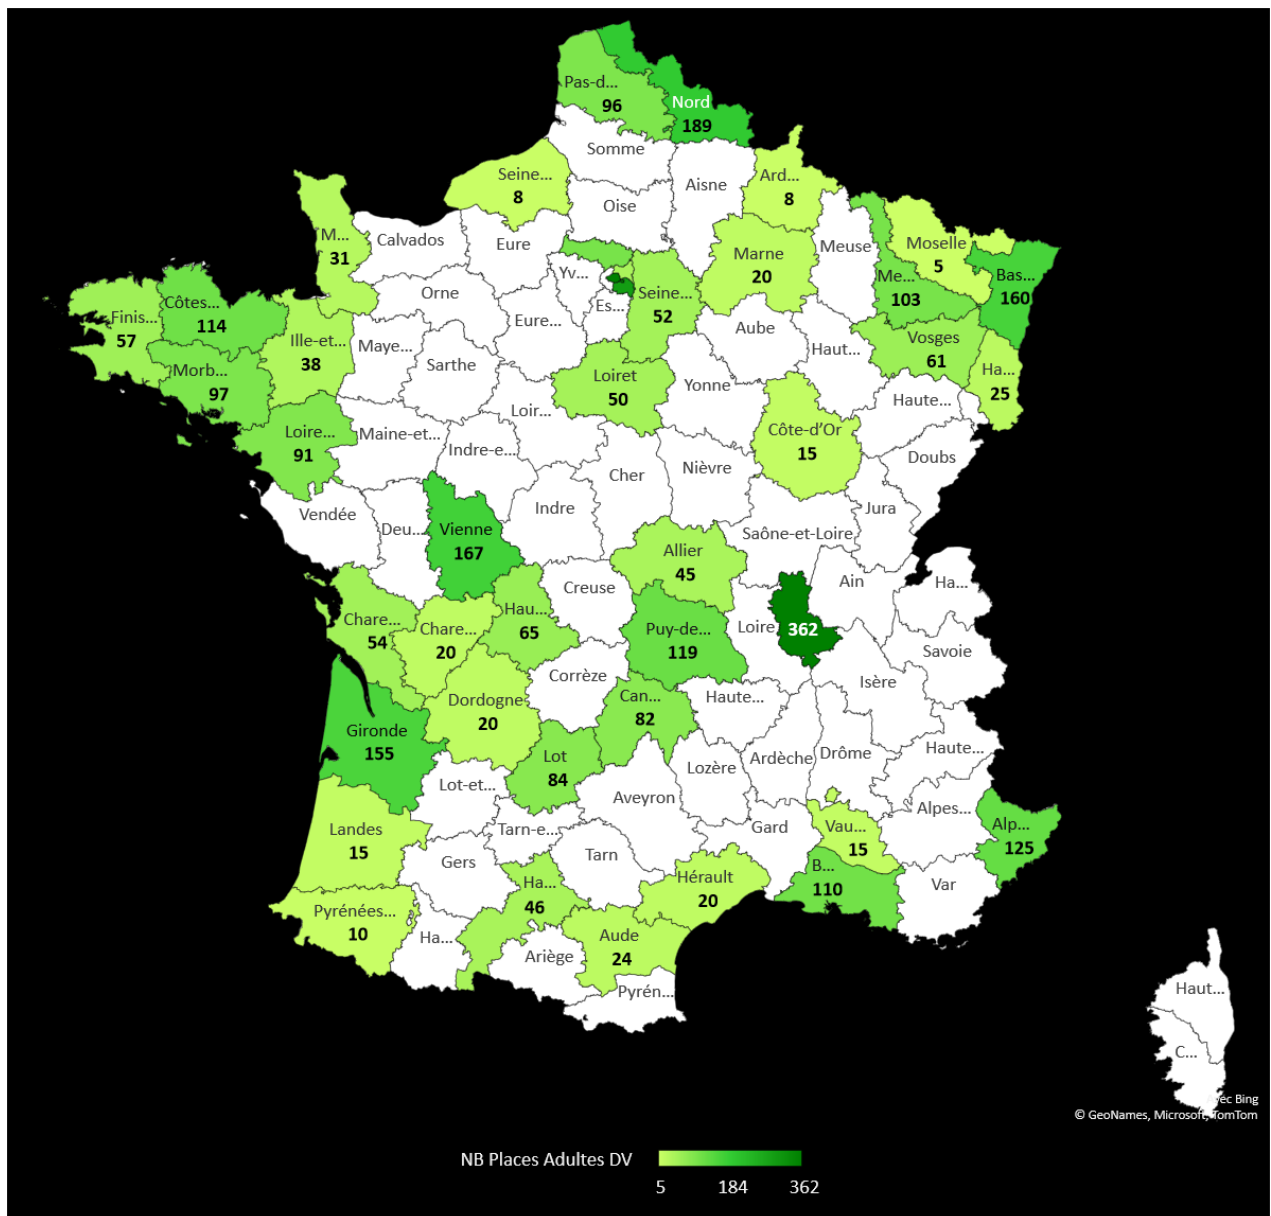 Pas-d...
96
Nord
189
Somme
Aisne
Ard...
8
Seine...
8
Oise
M...
31
Calvados
Eure
Marne
20
Meuse
Moselle
5
Me...
103
Bas...
160
Yv...
Es...
Seine...
52
Orne
Eure...
Aube
Haut...
Vosges
61
Ha...
25
Finis...
57
Côtes...
114
Ille-et...
38
Maye...
Sarthe
Morb...
97
Loiret
50
Yonne
Loir...
Haute...
Loire...
91
Maine-et...
Indre-e...
Côte-d'Or
15
Doubs
Cher
Nièvre
Vendée
Deu...
Vienne
167
Indre
Jura
Saône-et-Loire
Allier
45
Creuse
Ain
Ha...
Chare...
54
Chare...
20
Hau...
65
Puy-de...
119
Loire
362
Savoie
Isère
Corrèze
Dordogne
20
Can...
82
Haute...
Gironde
155
Lot
84
Lozère
Ardèche
Drôme
Haute...
Lot-et...
Aveyron
Alpes...
Landes
15
Tarn-e...
Gard
Vau...
15
Alp...
125
Gers
Tarn
B...
110
Var
Ha...
46
Hérault
20
Pyrénées...
10
Ha...
Ariège
Aude
24
Pyrén...
Haut...
C...
ec Bing
© GeoNames, Microsoft, TomTom
NB Places Adultes DV
5 184 362